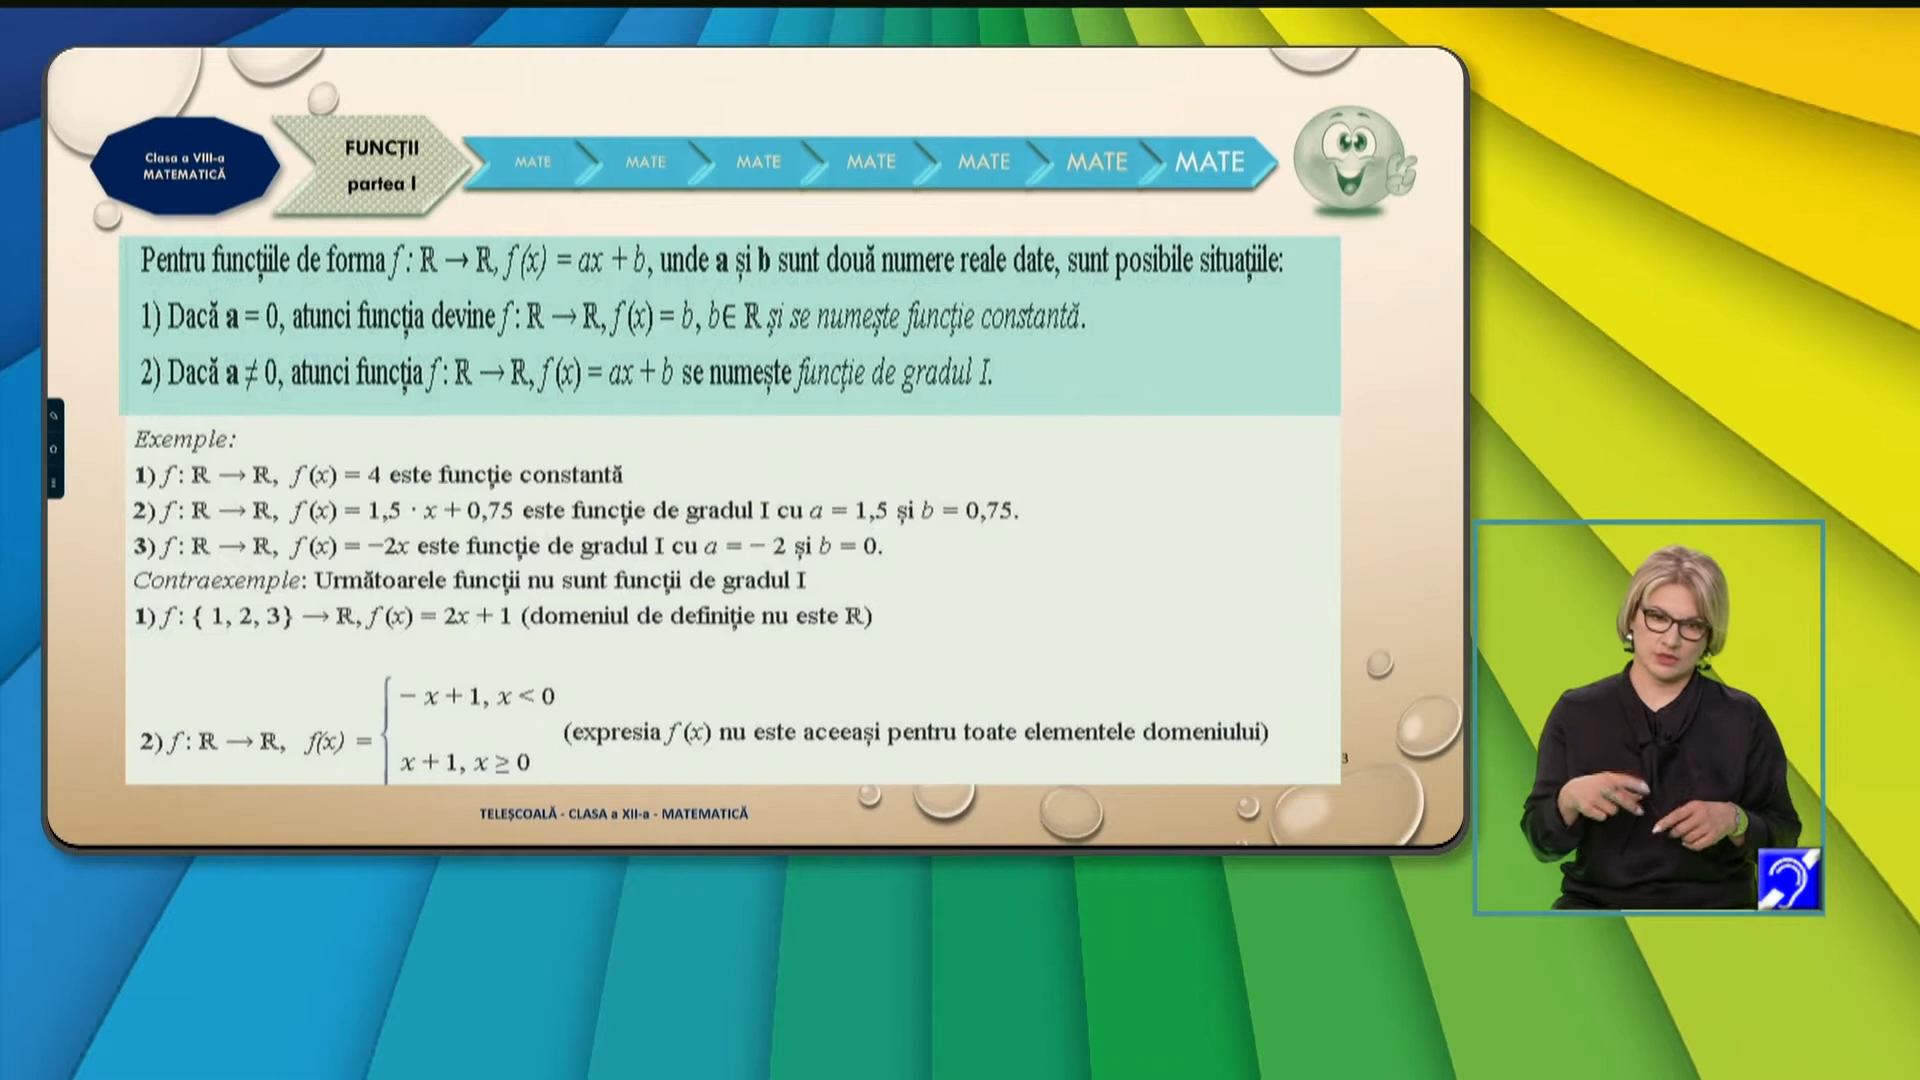 Clasa a VIII-a
MATEMATICĂ
FUNCȚII
partea I
MATE MATE MATE MATE MATE MATE MATE
Pentru funcțiile de forma f : ℝ → ℝ, f (x) = ax + b, unde a și b sunt două numere reale date, sunt posibile situațiile:
1) Dacă a = 0, atunci funcția devine f : ℝ → ℝ, f (x) = b, b∈ ℝ și se numește funcție constantă.
2) Dacă a ≠ 0, atunci funcția f : ℝ → ℝ, f (x) = ax + b se numește funcție de gradul I.
Exemple:
1) f : ℝ → ℝ, f (x) = 4 este funcție constantă
2) f : ℝ → ℝ, f (x) = 1,5 · x + 0,75 este funcție de gradul I cu a = 1,5 și b = 0,75.
3) f : ℝ → ℝ, f (x) = −2x este funcție de gradul I cu a = − 2 și b = 0.
Contraexemple: Următoarele funcții nu sunt funcții de gradul I
1) f : { 1, 2, 3} → ℝ, f (x) = 2x + 1 (domeniul de definiție nu este ℝ)
− x + 1, x < 0
2) f : ℝ → ℝ, f(x) = { (expresia f (x) nu este aceeași pentru toate elementele domeniului)
x + 1, x ≥ 0
3
TELEȘCOALĂ - CLASA a XII-a - MATEMATICĂ